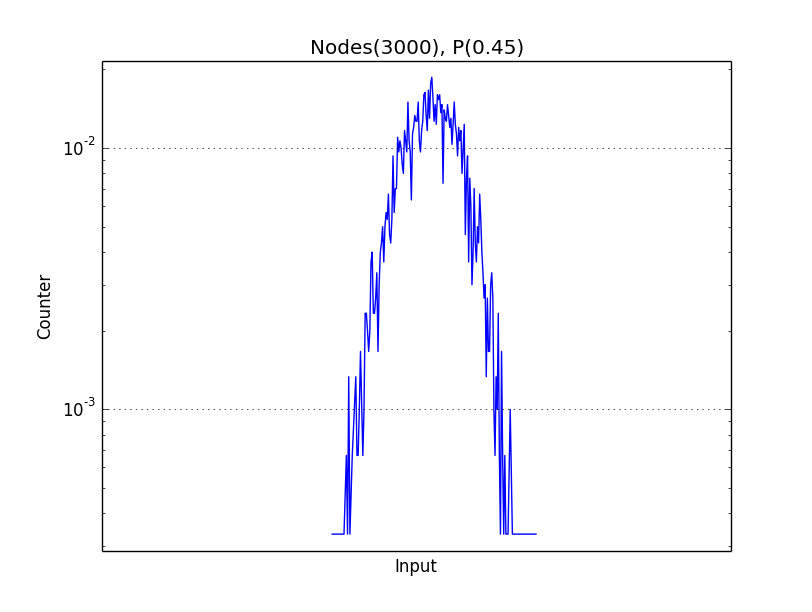 Nodes(3000), P(0.45)
10^-2
Counter
10^-3
Input